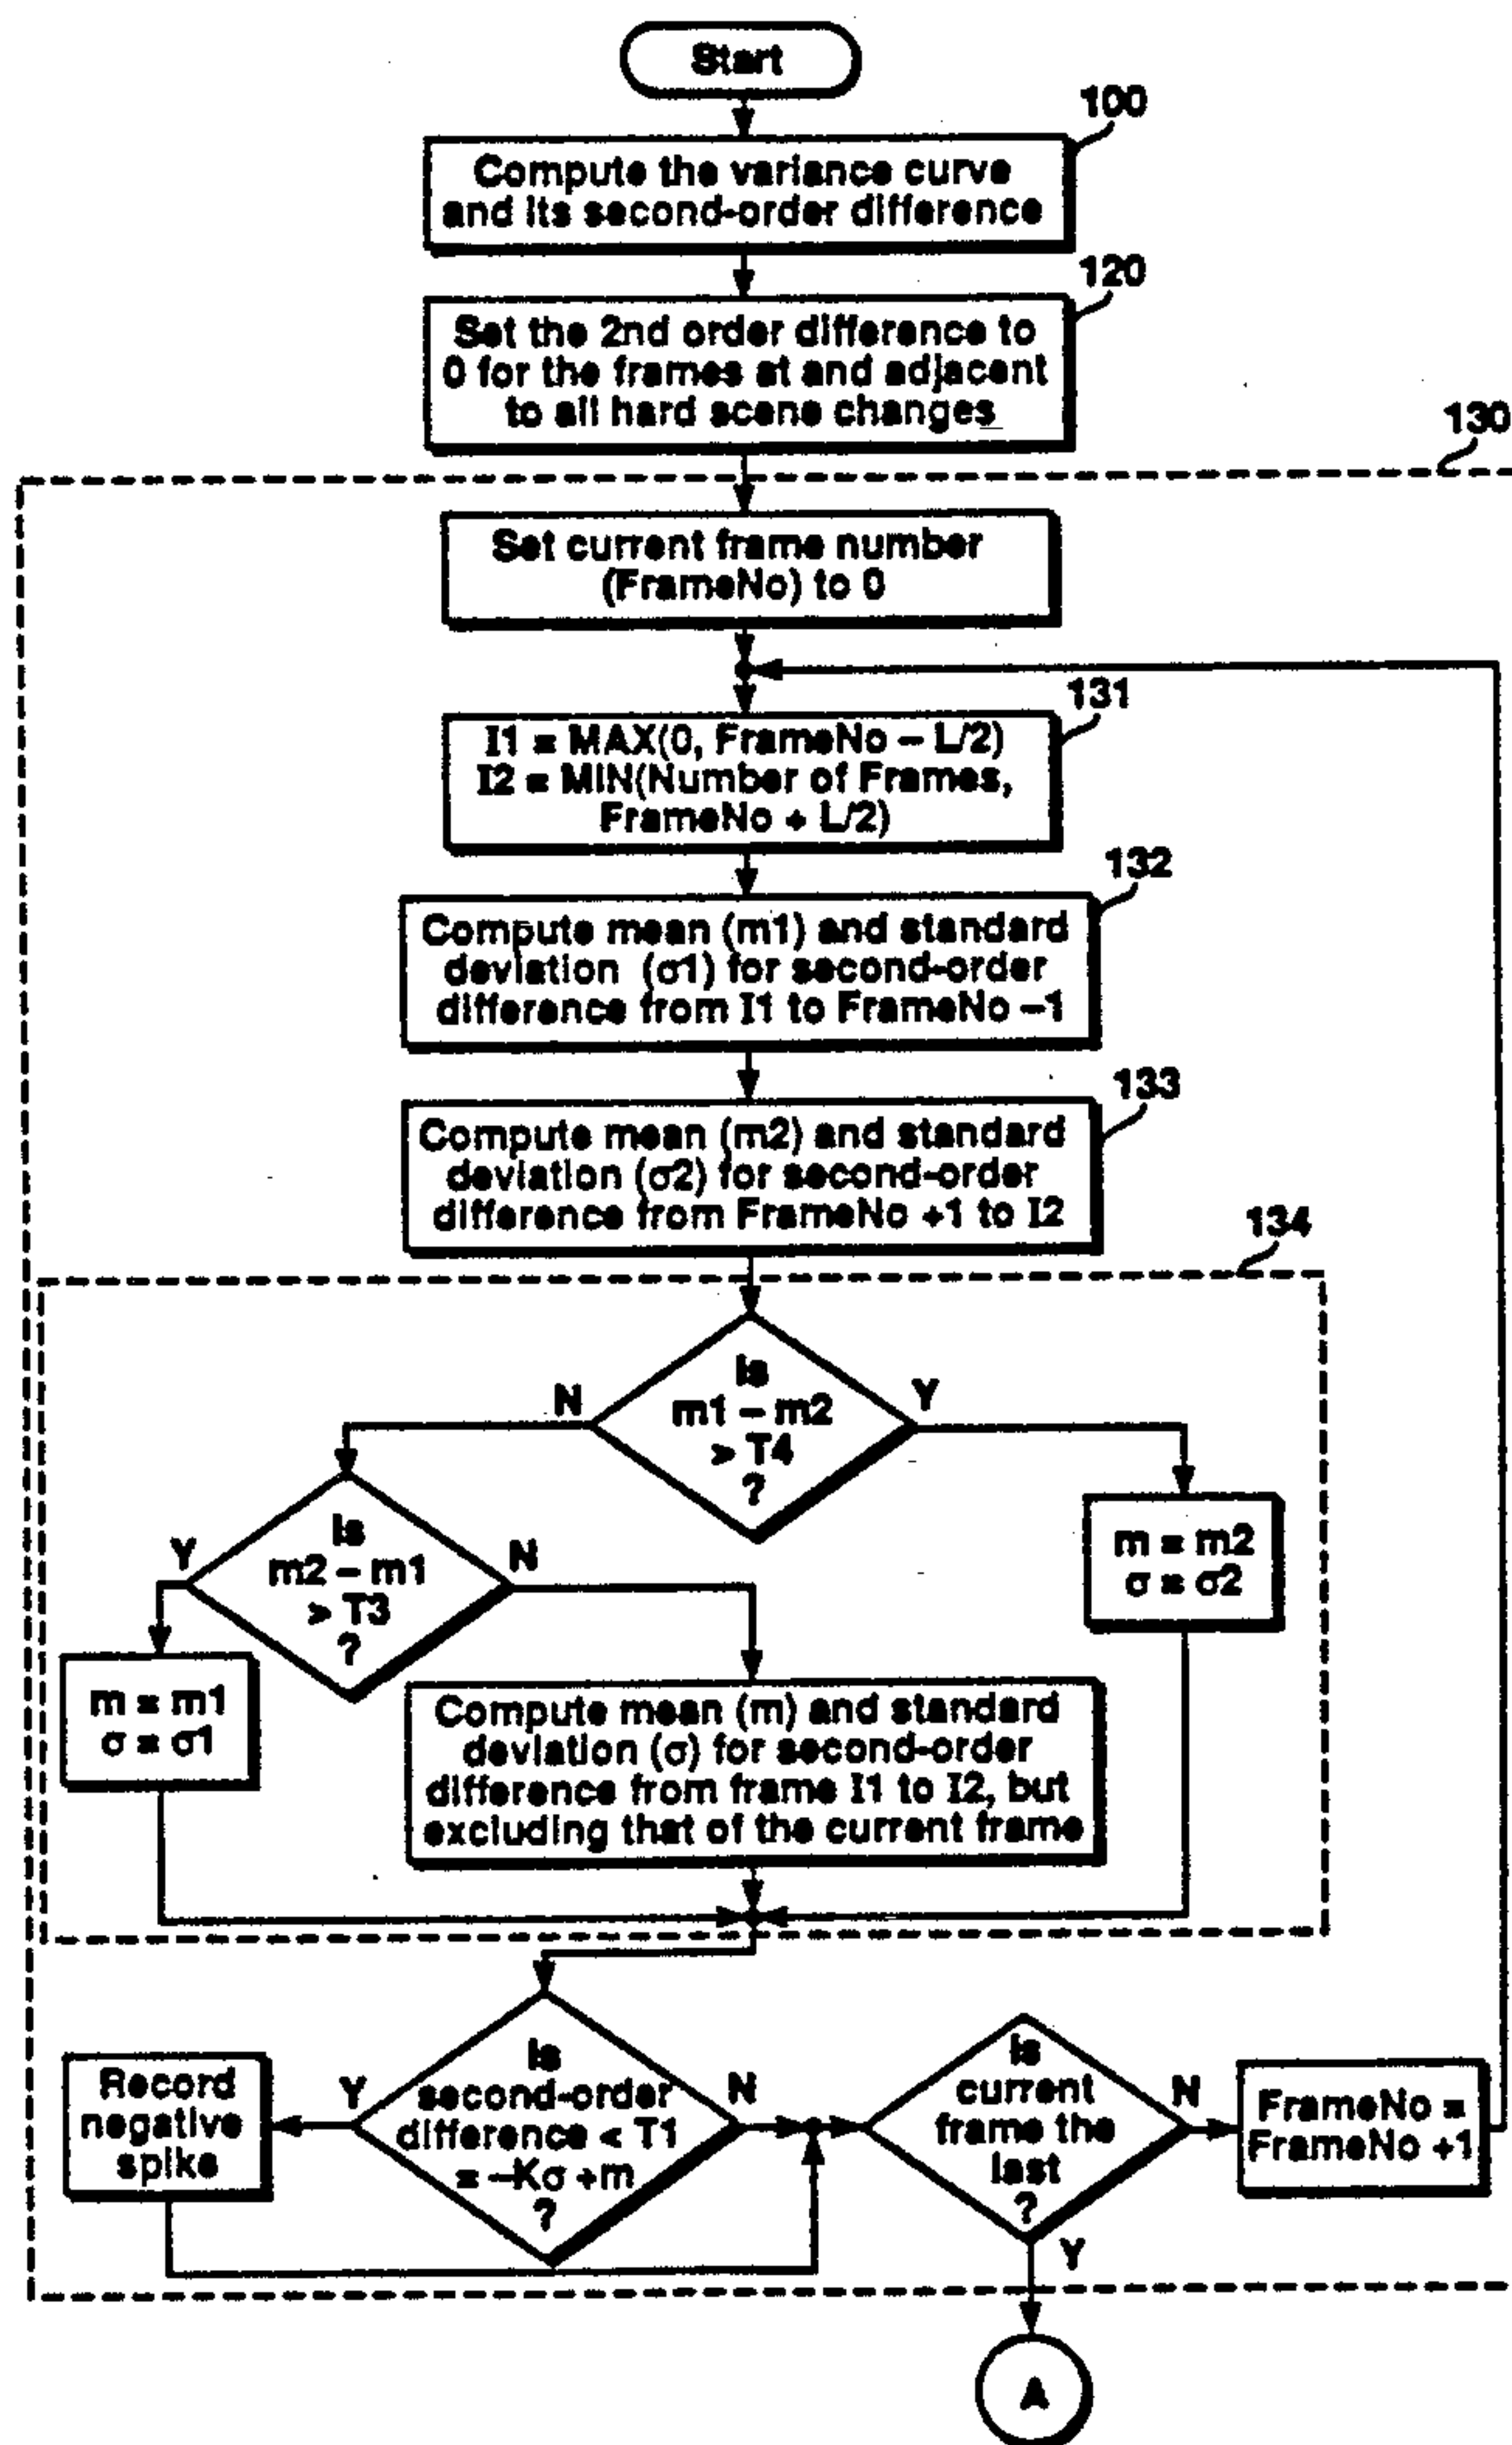 Start
100
Compute the variance curve
and its second-order difference
120
Set the 2nd order difference to
0 for the frames at and adjacent
to all hard scene changes
130
Set current frame number
(FrameNo) to 0
131
I1 = MAX(0, FrameNo – L/2)
I2 = MIN(Number of Frames,
FrameNo + L/2)
132
Compute mean (m1) and standard
deviation (σ1) for second-order
difference from I1 to FrameNo –1
133
Compute mean (m2) and standard
deviation (σ2) for second-order
difference from FrameNo +1 to I2
134
Is
m1 – m2
> T4
?
N
Y
Is
m2 – m1
> T3
?
Y
N
m = m2
σ = σ2
m = m1
σ = σ1
Compute mean (m) and standard
deviation (σ) for second-order
difference from frame I1 to I2, but
excluding that of the current frame
Record
negative
spike
Y
Is
second-order
difference < T1
= –Kσ +m
?
N
Is
current
frame the
last
?
N
Y
FrameNo =
FrameNo +1
A